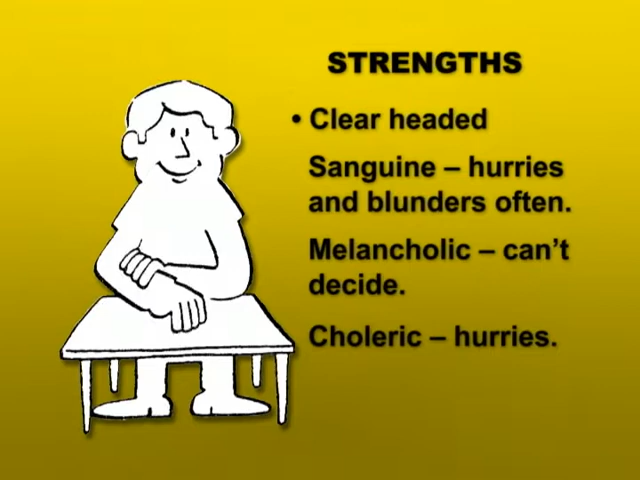 STRENGTHS
• Clear headed
Sanguine – hurries
and blunders often.
Melancholic – can't
decide.
Choleric – hurries.